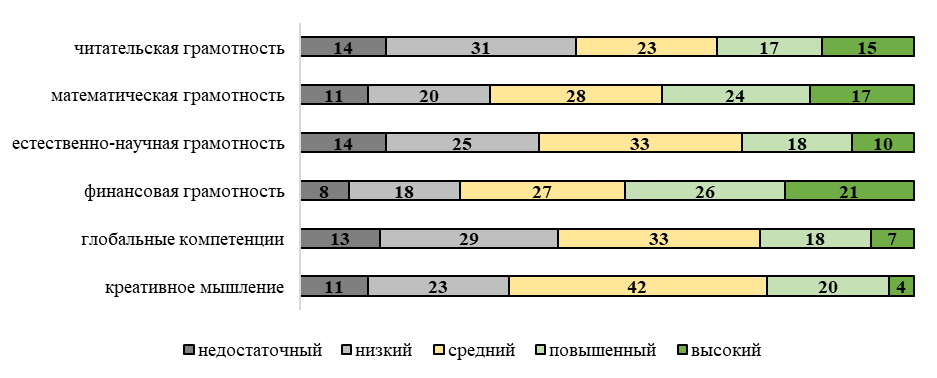 читательская грамотность 14 31 23 17 15
математическая грамотность 11 20 28 24 17
естественно-научная грамотность 14 25 33 18 10
финансовая грамотность 8 18 27 26 21
глобальные компетенции 13 29 33 18 7
креативное мышление 11 23 42 20 4
недостаточный низкий средний повышенный высокий